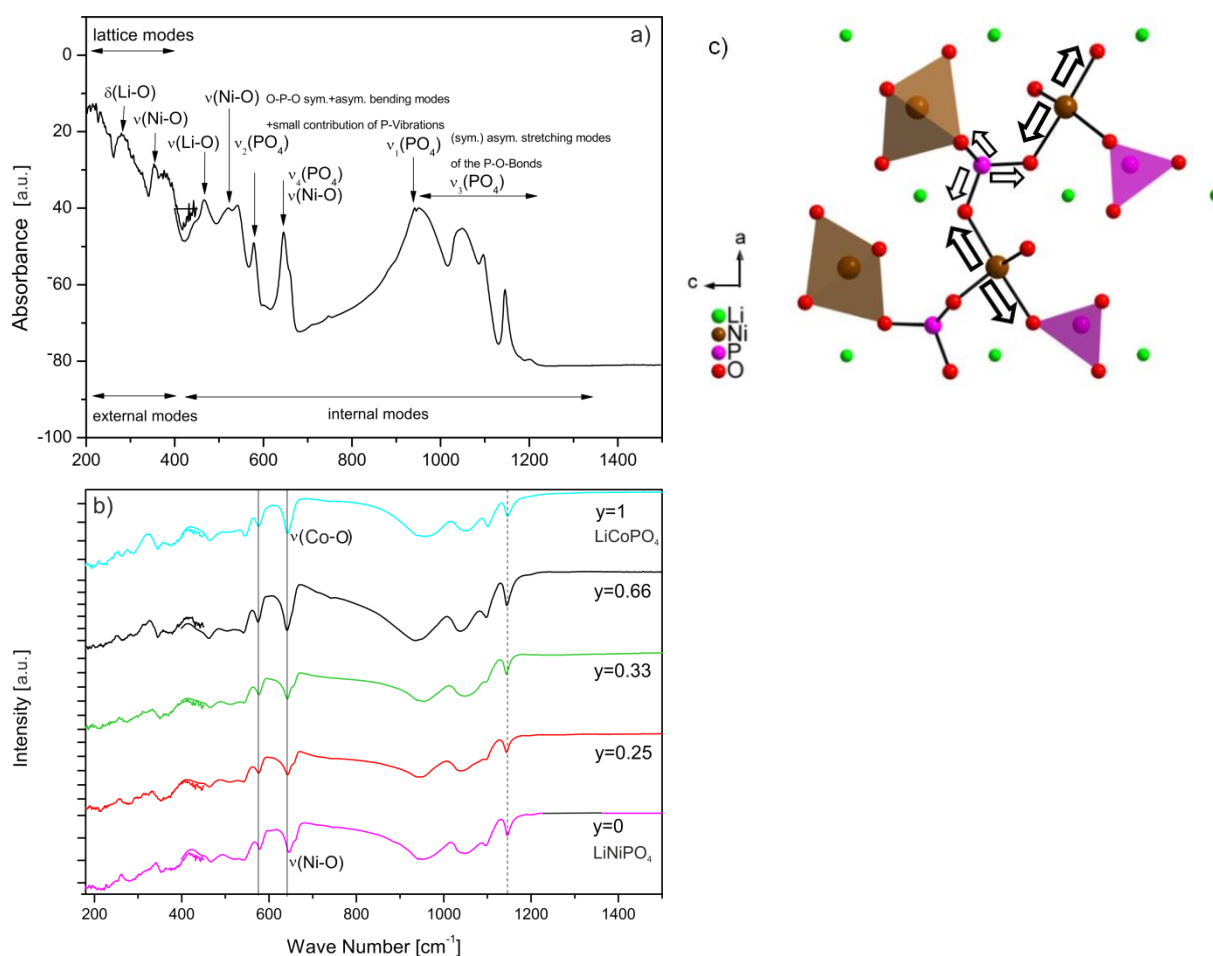 a)
lattice modes
δ(Li-O)
ν(Ni-O)
ν(Li-O)
ν(Ni-O)
O-P-O sym.+asym. bending modes
+small contribution of P-Vibrations
ν2(PO4)
ν4(PO4)
ν(Ni-O)
ν1(PO4)
(sym.) asym. stretching modes
of the P-O-Bonds
ν3(PO4)
external modes
internal modes
Absorbance [a.u.]
0
20
40
-60
-80
-100
200
400
600
800
1000
1200
1400
b)
y=1
LiCoPO4
ν(Co-O)
y=0.66
y=0.33
y=0.25
y=0
LiNiPO4
ν(Ni-O)
Intensity [a.u.]
200
400
600
800
1000
1200
1400
Wave Number [cm-1]
c)
a
c
Li
Ni
P
O